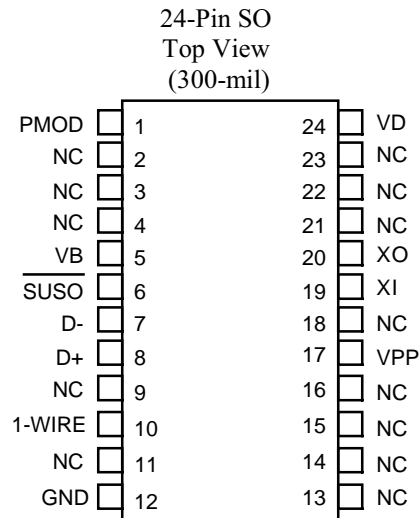 24-Pin SO
Top View
(300-mil)
PMOD 1 24 VD
NC 2 23 NC
NC 3 22 NC
NC 4 21 NC
VB 5 20 XO
SUSO 6 19 XI
D- 7 18 NC
D+ 8 17 VPP
NC 9 16 NC
1-WIRE 10 15 NC
NC 11 14 NC
GND 12 13 NC